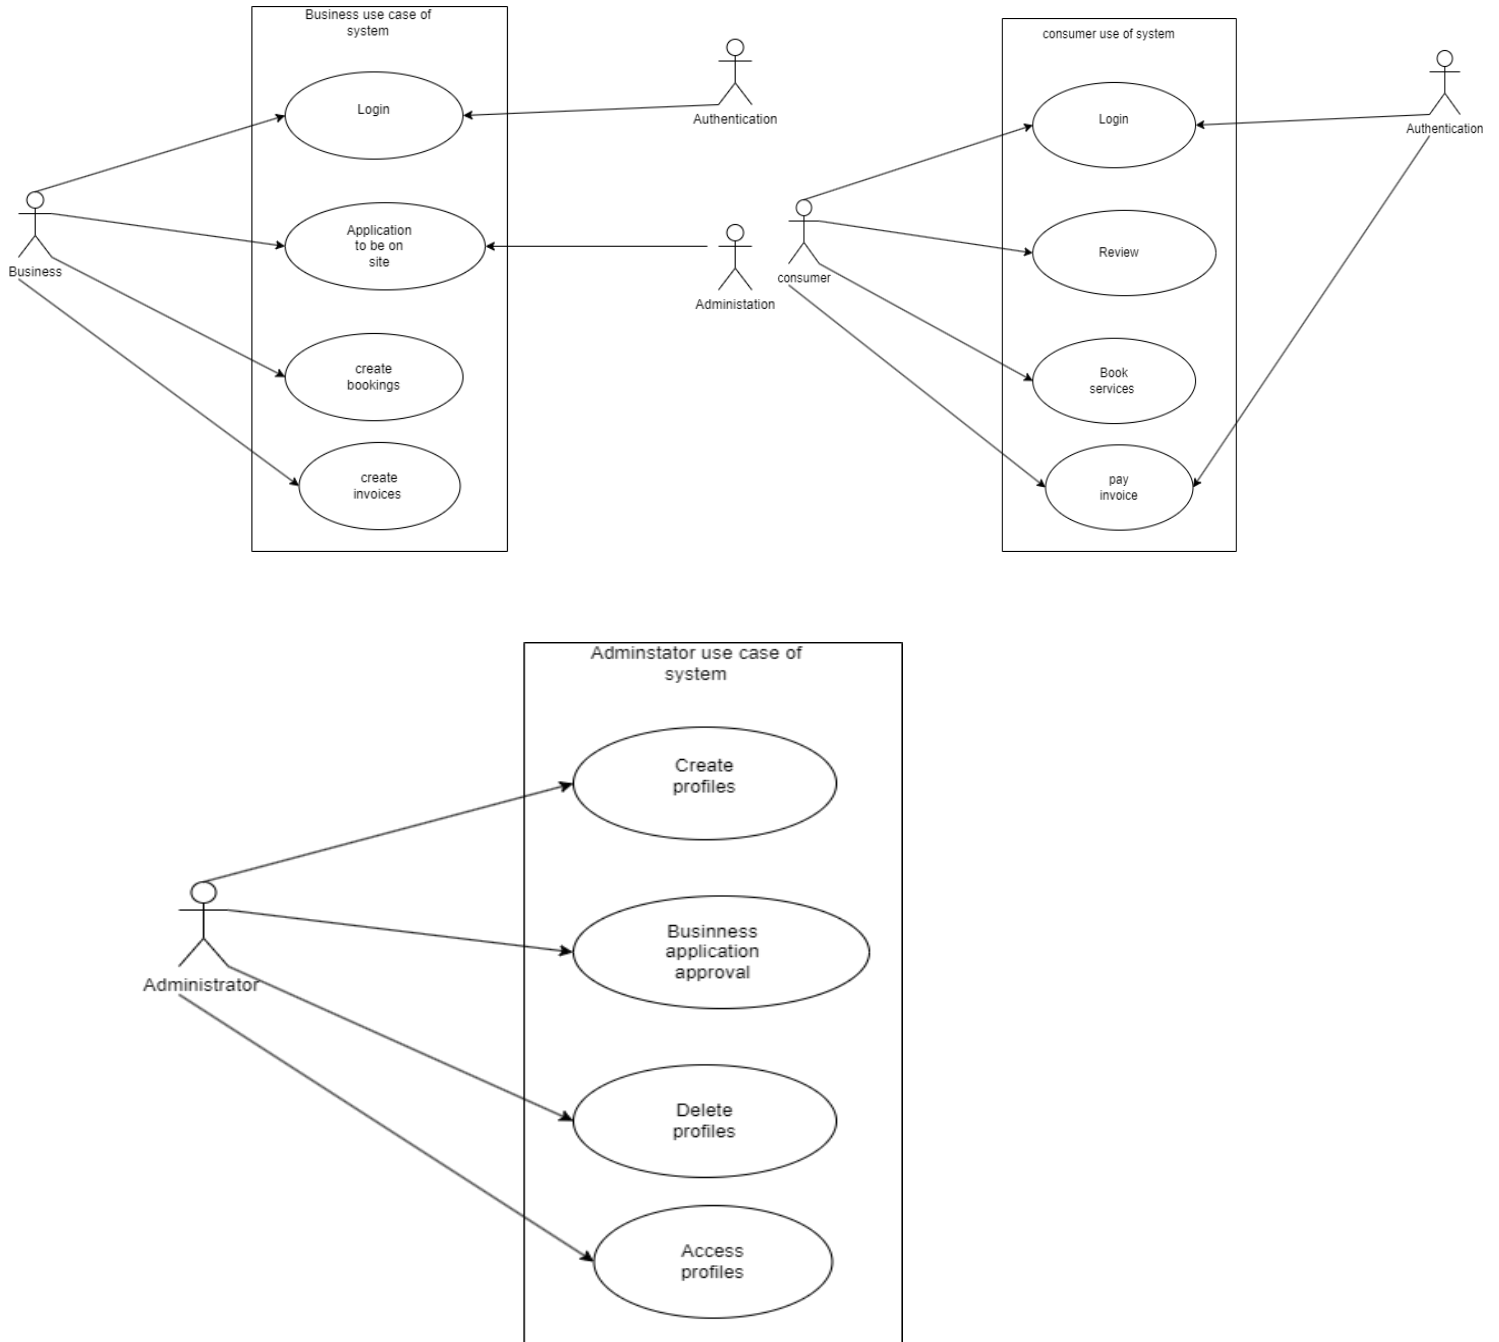 Business use case of
system
Login
Authentication
Business
Application
to be on
site
Administation
create
bookings
create
invoices
consumer use of system
Login
Authentication
consumer
Review
Book
services
pay
invoice
Adminstator use case of
system
Create
profiles
Administrator
Businness
application
approval
Delete
profiles
Access
profiles